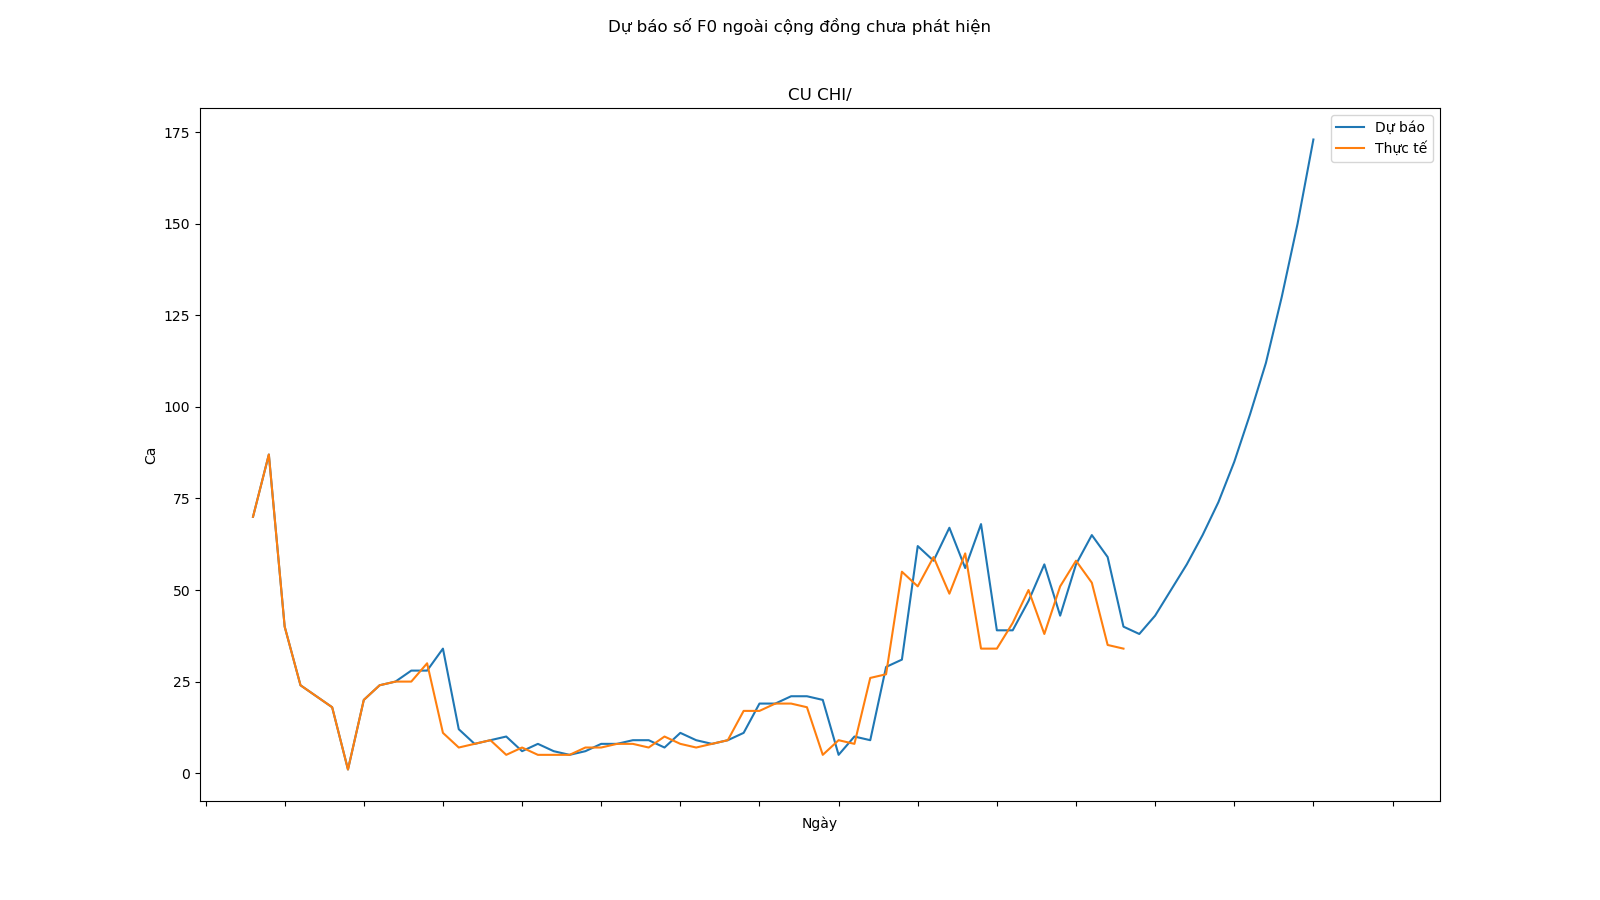 Dự báo số F0 ngoài cộng đồng chưa phát hiện
CU CHI/
175
150
125
100
75
50
25
0
Ca
Dự báo
Thực tế
Ngày